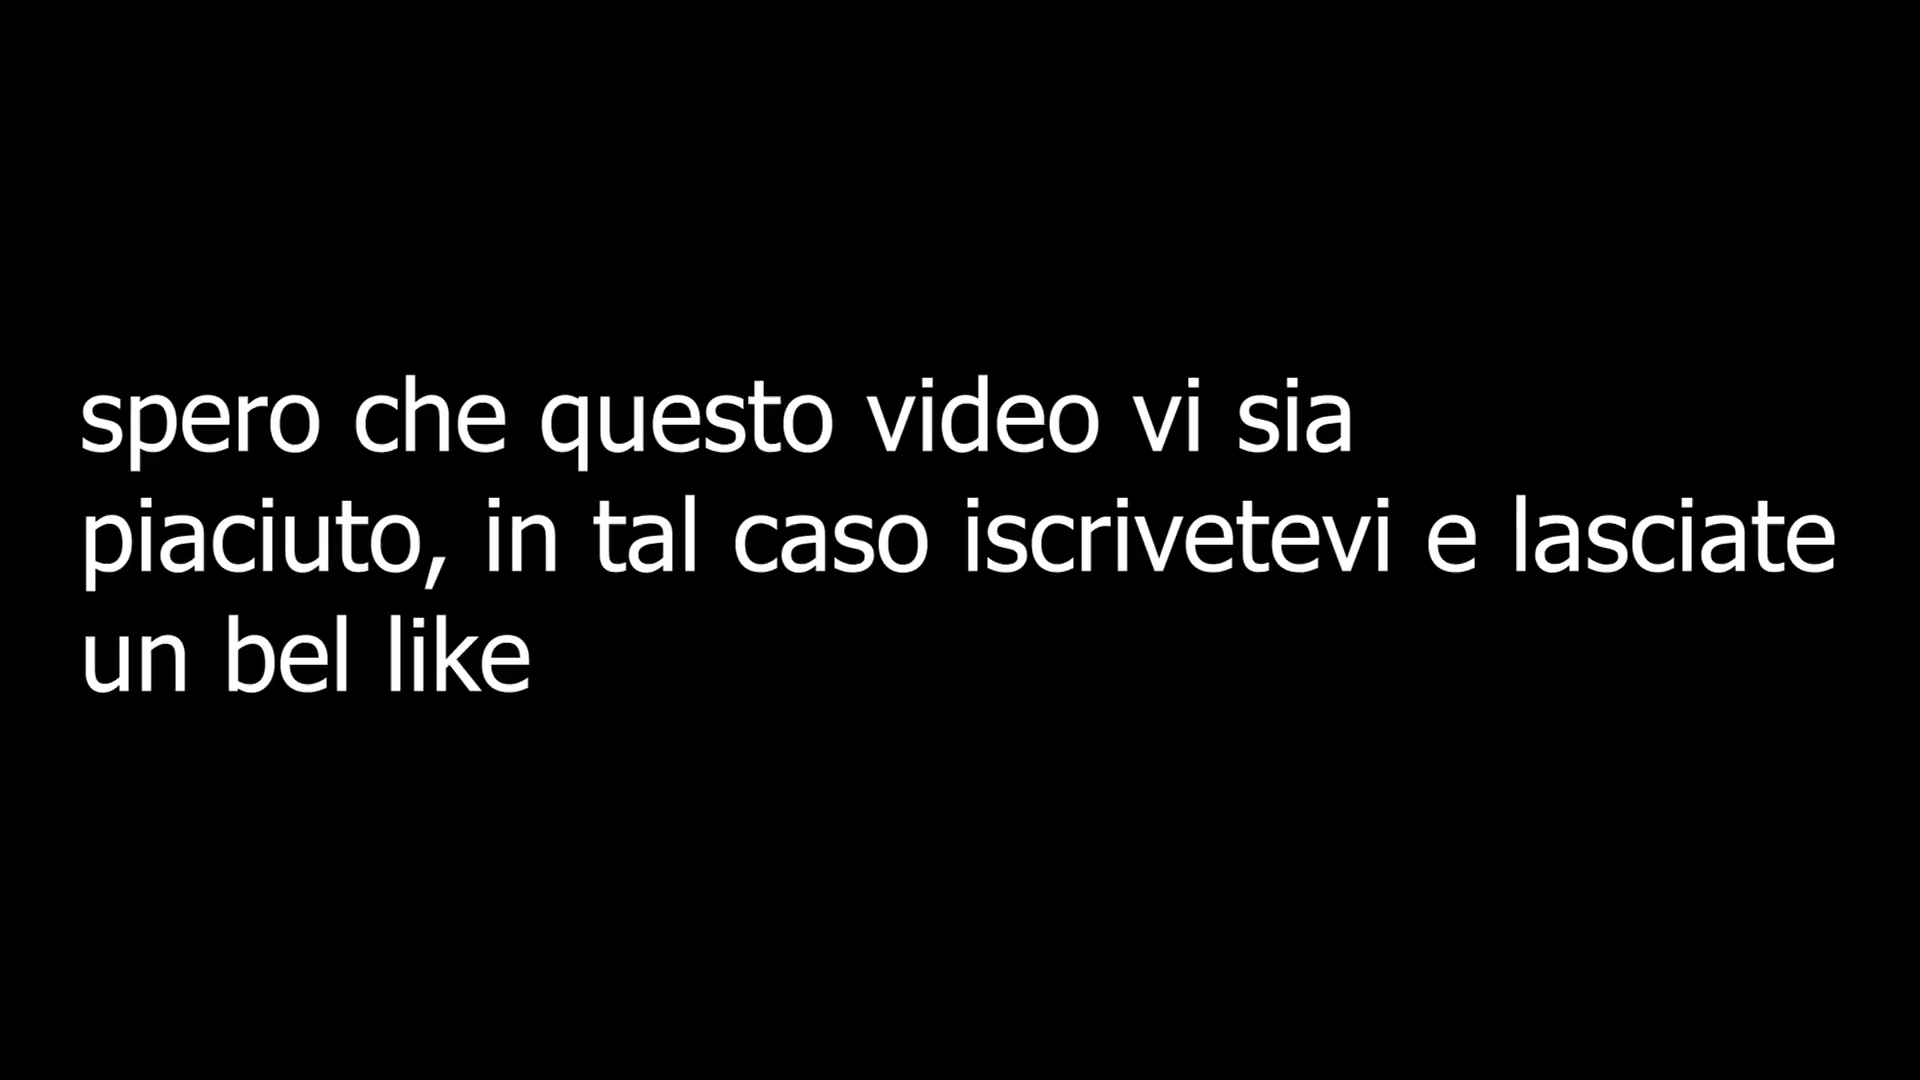 spero che questo video vi sia
piaciuto, in tal caso iscrivetevi e lasciate
un bel like